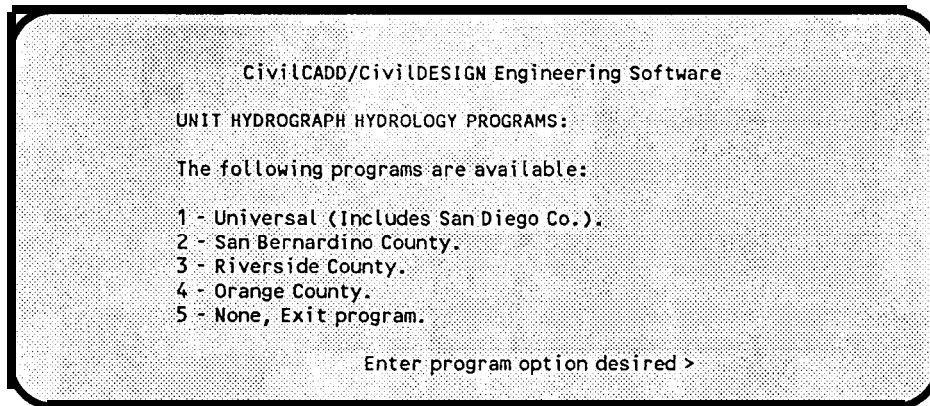 CivilCADD/CivilDESIGN Engineering Software
UNIT HYDROGRAPH HYDROLOGY PROGRAMS:
The following programs are available:
1 - Universal (Includes San Diego Co.).
2 - San Bernardino County.
3 - Riverside County.
4 - Orange County.
5 - None, Exit program.
Enter program option desired >